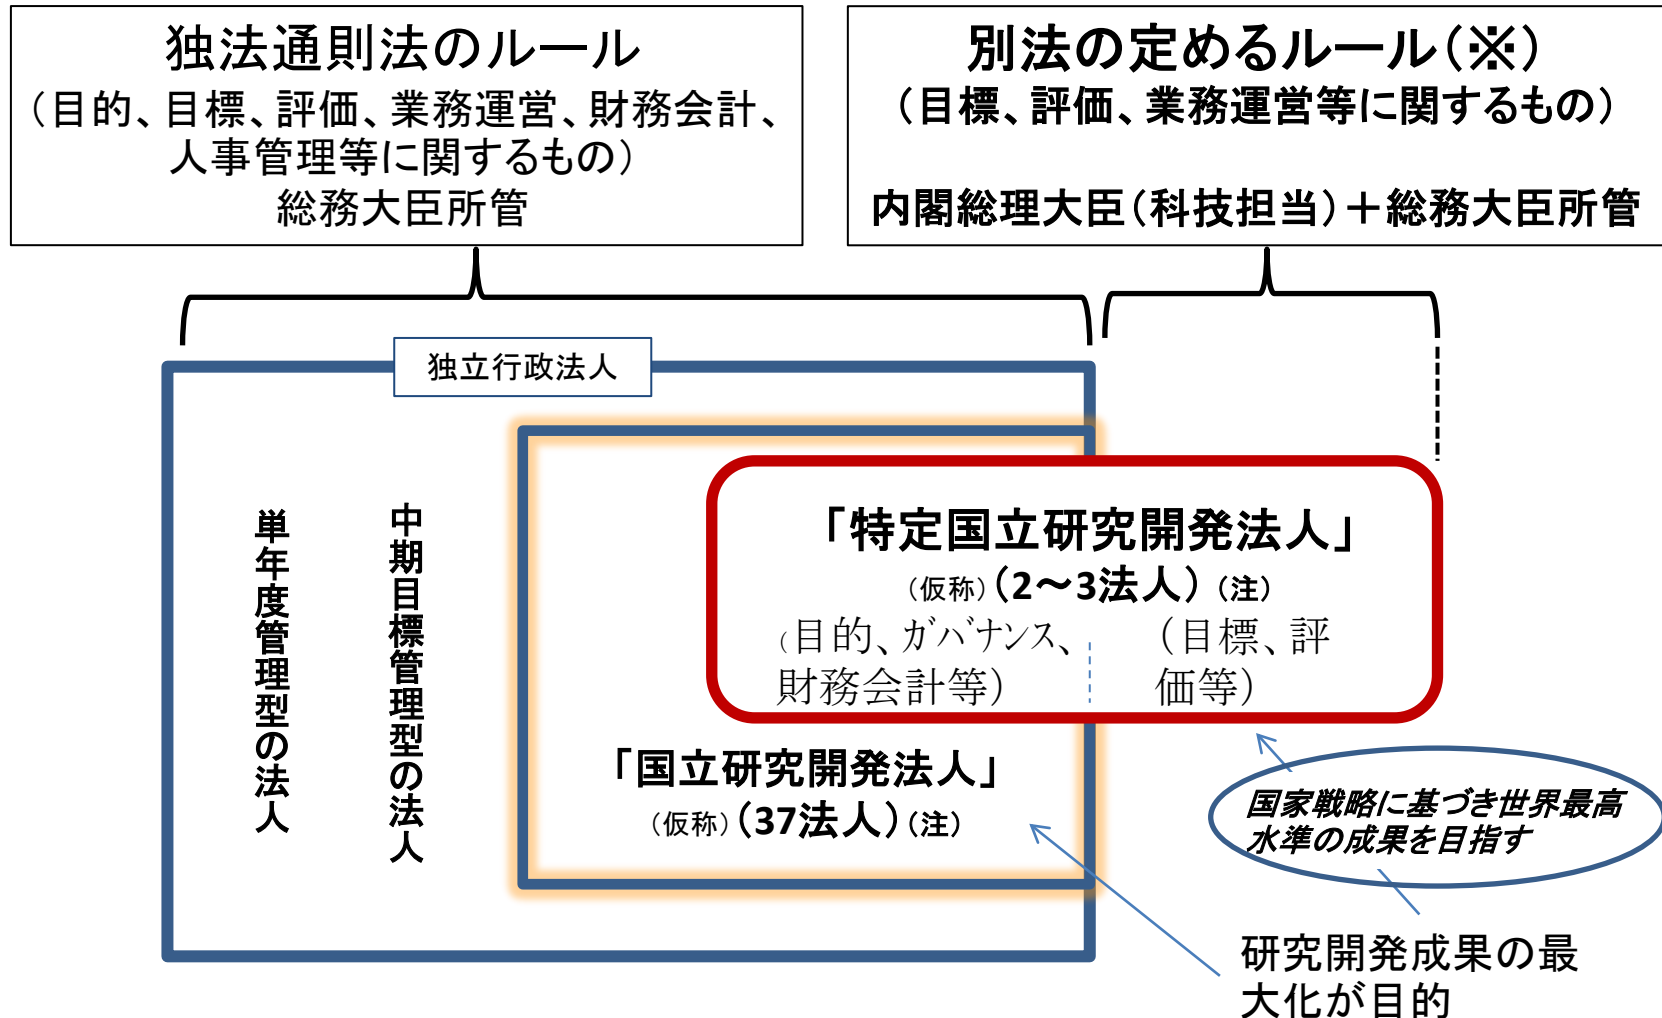 独法通則法のルール
（目的、目標、評価、業務運営、財務会計、
人事管理等に関するもの）
総務大臣所管
別法の定めるルール（※）
（目標、評価、業務運営等に関するもの）
内閣総理大臣（科技担当）＋総務大臣所管
独立行政法人
単年度管理型の法人
中期目標管理型の法人
「特定国立研究開発法人」
（仮称）（2～3法人）（注）
（目的、ガバナンス、
財務会計等）
（目標、評
価等）
「国立研究開発法人」
（仮称）（37法人）（注）
国家戦略に基づき世界最高
水準の成果を目指す
研究開発成果の最
大化が目的